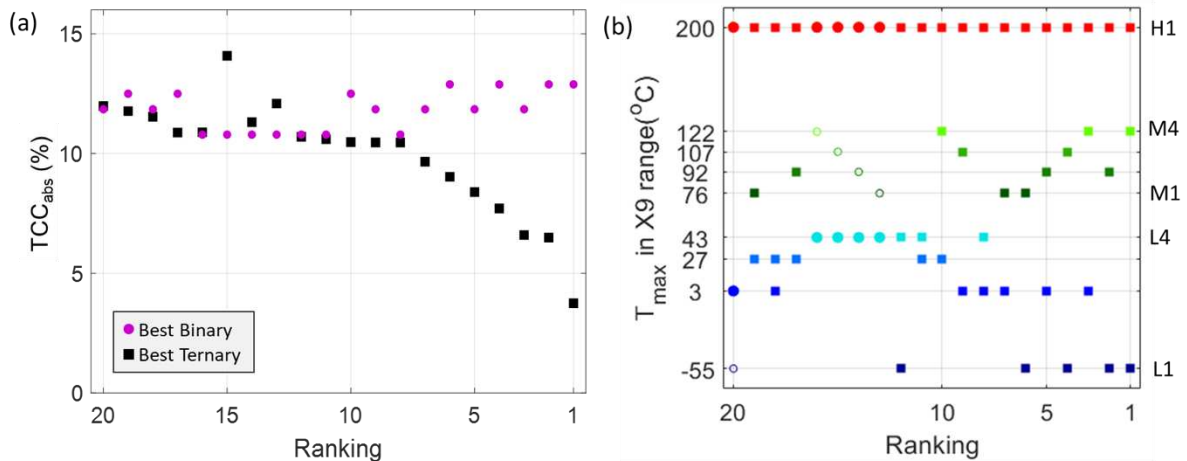 (a)
15
10
5
0
TCCabs (%)
Best Binary
Best Ternary
20 15 10 5 1
Ranking
(b)
200 H1
122 M4
107
92
76 M1
43 L4
27
3
-55 L1
Tmax in X9 range(oC)
20 10 5 1
Ranking